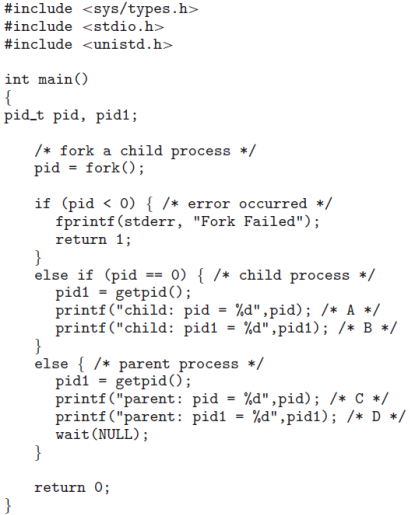 #include <sys/types.h>
#include <stdio.h>
#include <unistd.h>
int main()
{
pid_t pid, pid1;
/* fork a child process */
pid = fork();
if (pid < 0) { /* error occurred */
fprintf(stderr, "Fork Failed");
return 1;
}
else if (pid == 0) { /* child process */
pid1 = getpid();
printf("child: pid = %d",pid); /* A */
printf("child: pid1 = %d",pid1); /* B */
}
else { /* parent process */
pid1 = getpid();
printf("parent: pid = %d",pid); /* C */
printf("parent: pid1 = %d",pid1); /* D */
wait(NULL);
}
return 0;
}